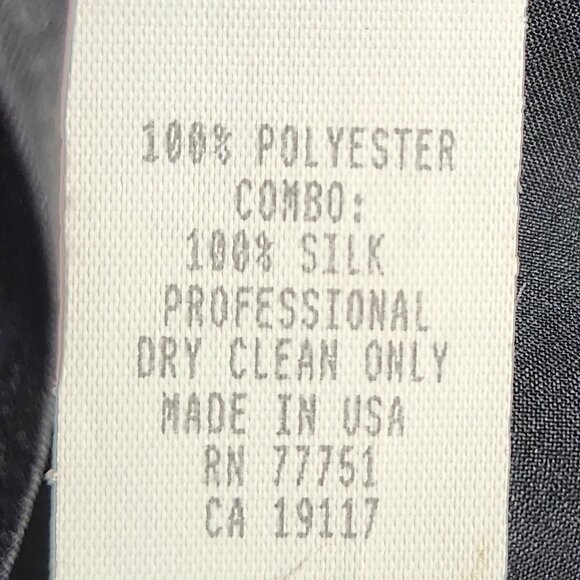 100% POLYESTER
COMBO:
100% SILK
PROFESSIONAL
DRY CLEAN ONLY
MADE IN USA
RN 77751
CA 19117